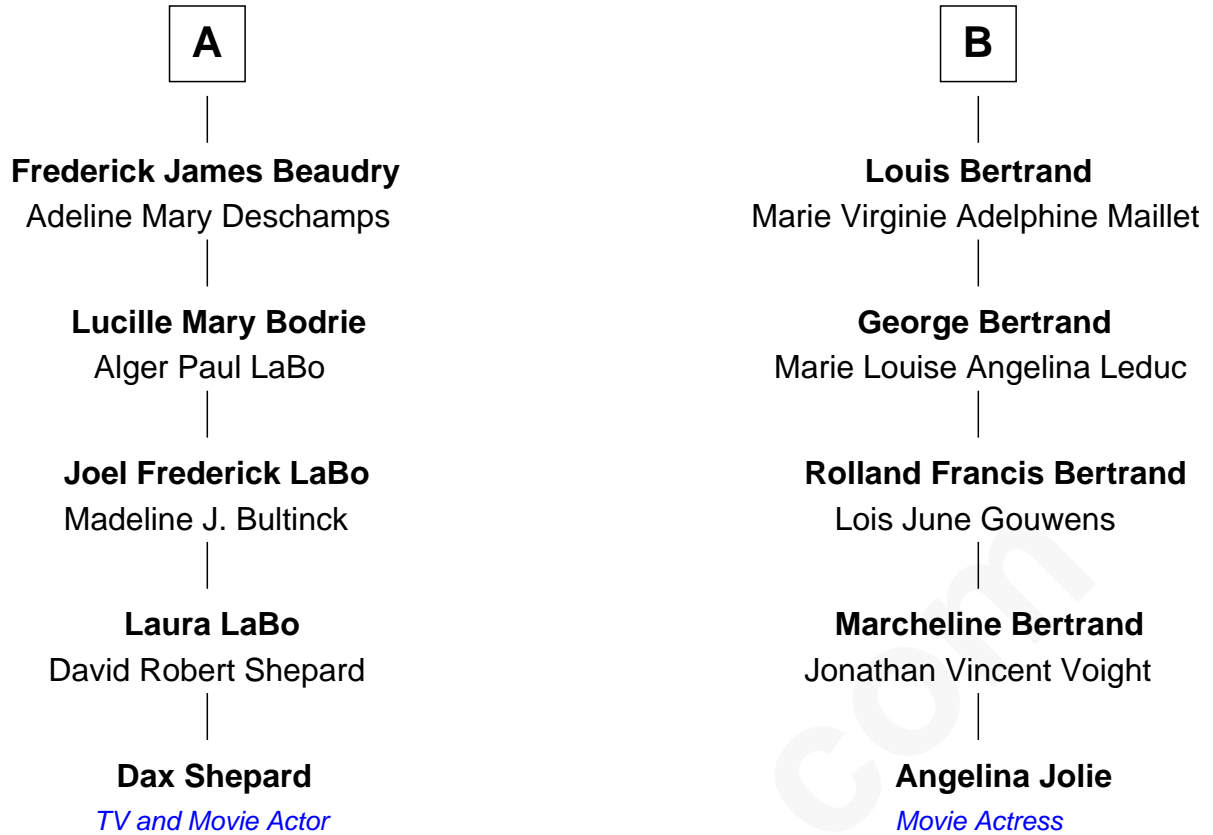 A
Frederick James Beaudry
Adeline Mary Deschamps
Lucille Mary Bodrie
Alger Paul LaBo
Joel Frederick LaBo
Madeline J. Bultinck
Laura LaBo
David Robert Shepard
Dax Shepard
TV and Movie Actor
B
Louis Bertrand
Marie Virginie Adelphine Maillet
George Bertrand
Marie Louise Angelina Leduc
Rolland Francis Bertrand
Lois June Gouwens
Marcheline Bertrand
Jonathan Vincent Voight
Angelina Jolie
Movie Actress
com